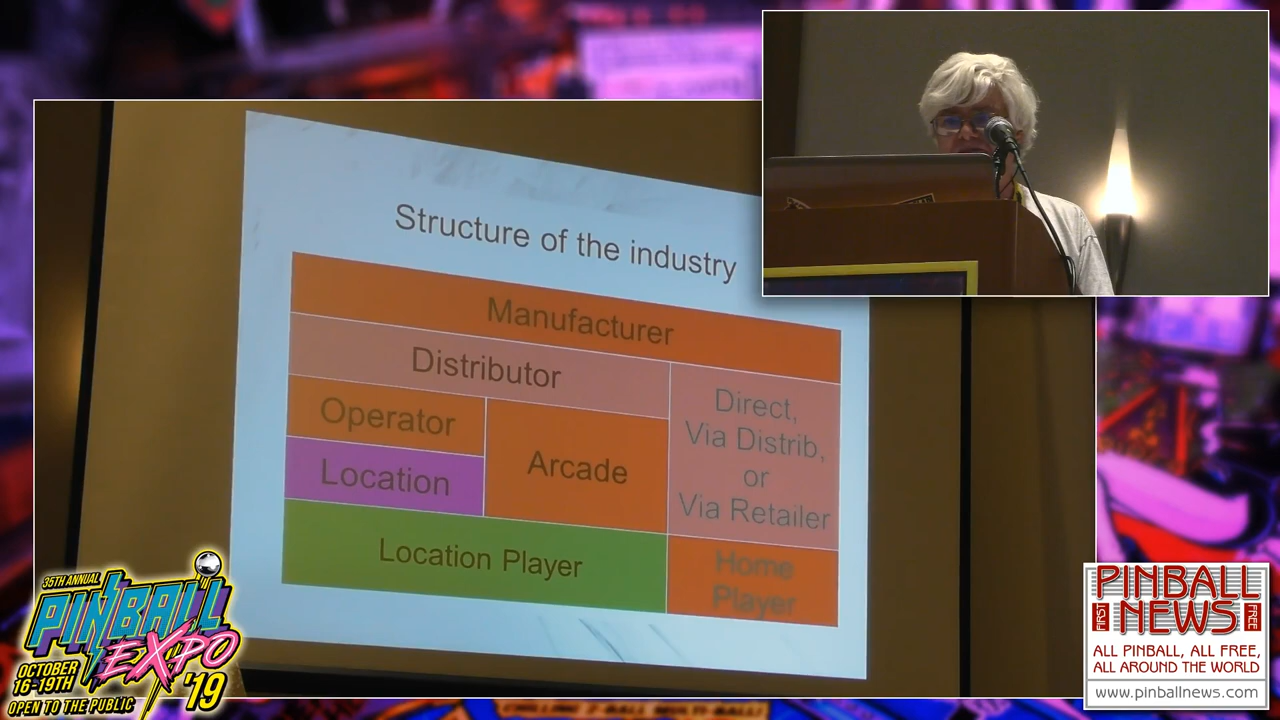 Structure of the industry
Manufacturer
Distributor
Direct,
Via Distrib,
or
Via Retailer
Operator
Arcade
Location
Location Player
Home
Player
35TH ANNUAL
PINBALL
EXPO
OCTOBER
16-19TH
'19
OPEN TO THE PUBLIC
PINBALL
FIRST NEWS FREE
ALL PINBALL, ALL FREE,
ALL AROUND THE WORLD
www.pinballnews.com